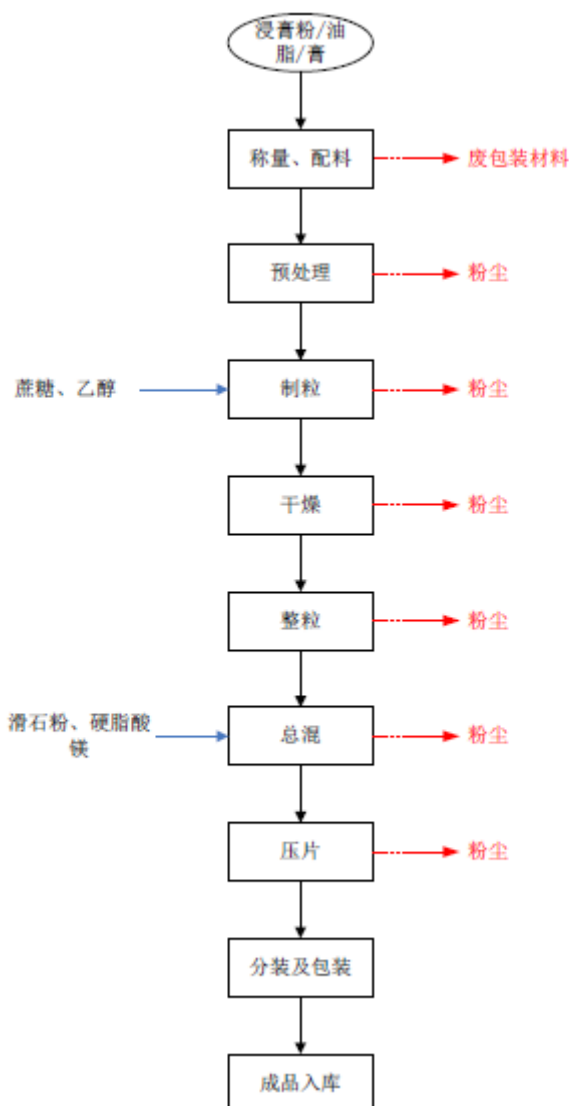 浸膏粉/油
脂/膏
称量、配料
废包装材料
预处理
粉尘
蔗糖、乙醇
制粒
粉尘
干燥
粉尘
整粒
粉尘
滑石粉、硬脂酸
镁
总混
粉尘
压片
粉尘
分装及包装
成品入库